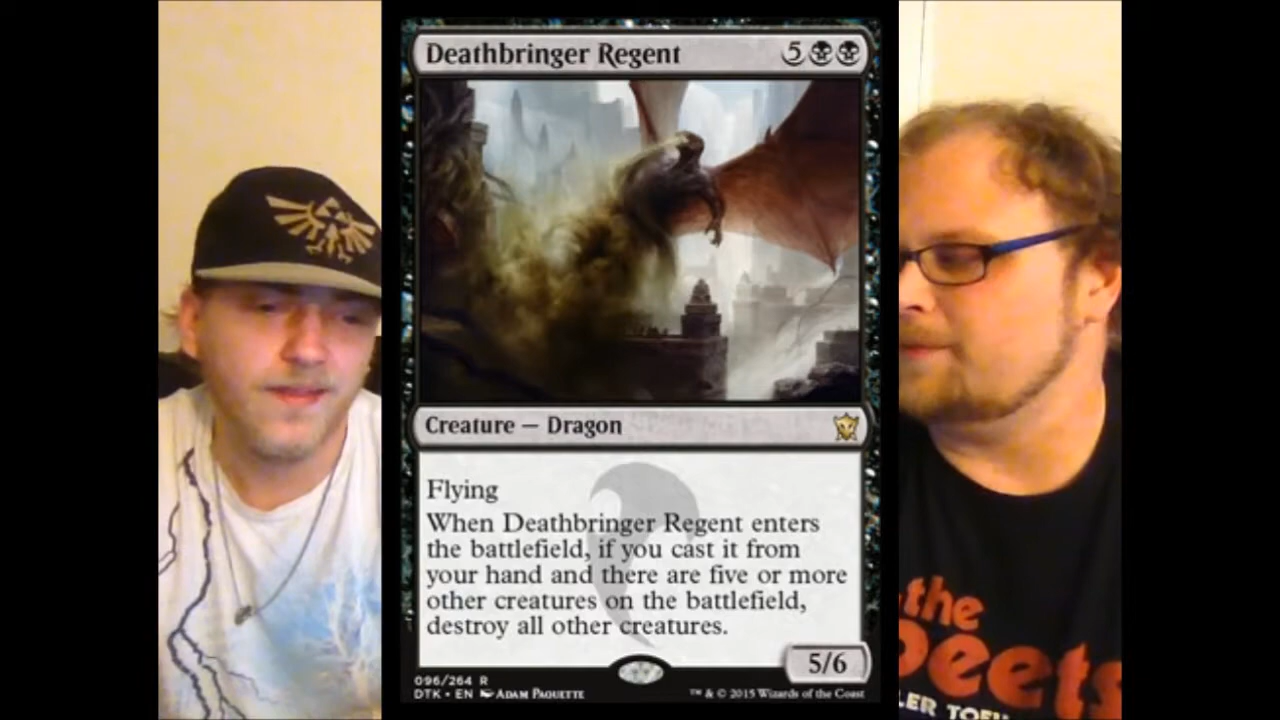 Deathbringer Regent 5
Creature — Dragon
Flying
When Deathbringer Regent enters
the battlefield, if you cast it from
your hand and there are five or more
other creatures on the battlefield,
destroy all other creatures.
5/6
096/264 R
DTK • EN ADAM PAQUETTE
™ & © 2015 Wizards of the Coast
the
Beets